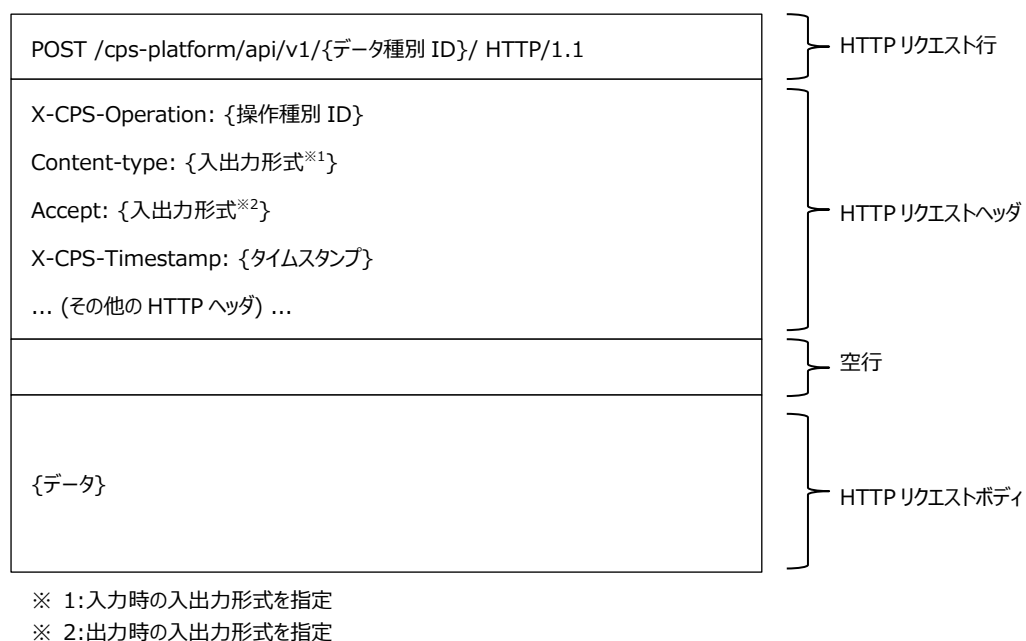 POST /cps-platform/api/v1/{データ種別 ID}/ HTTP/1.1
HTTP リクエスト行
X-CPS-Operation: {操作種別 ID}
Content-type: {入出力形式※1}
Accept: {入出力形式※2}
X-CPS-Timestamp: {タイムスタンプ}
... (その他の HTTP ヘッダ) ...
HTTP リクエストヘッダ
空行
{データ}
HTTP リクエストボディ
※ 1:入力時の入出力形式を指定
※ 2:出力時の入出力形式を指定